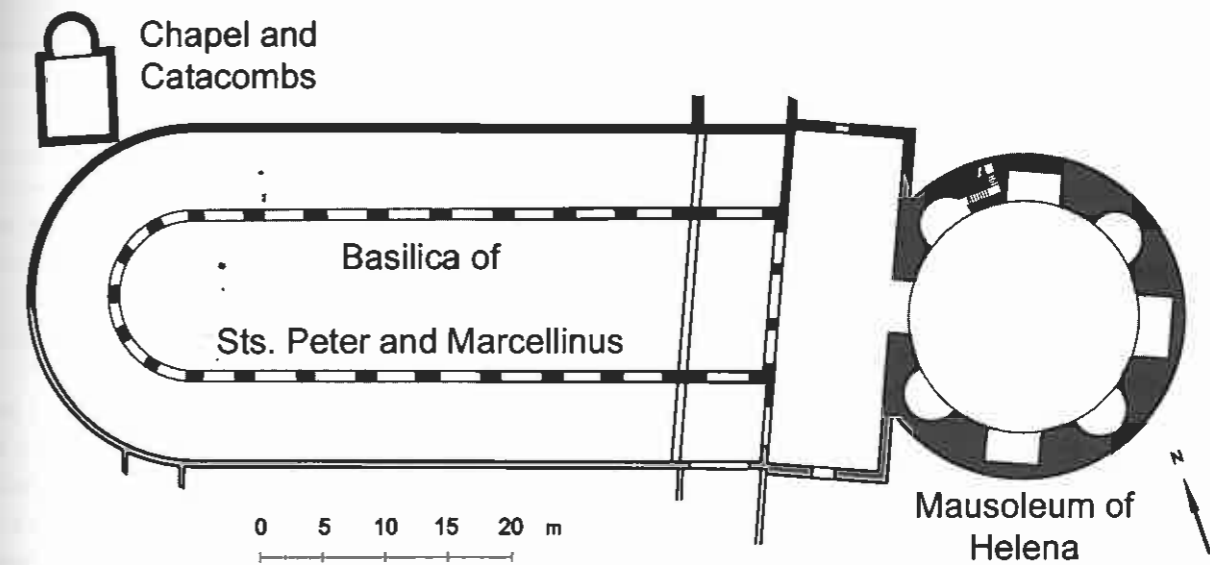 Chapel and
Catacombs
Basilica of
Sts. Peter and Marcellinus
N
Mausoleum of
Helena
0 5 10 15 20 m